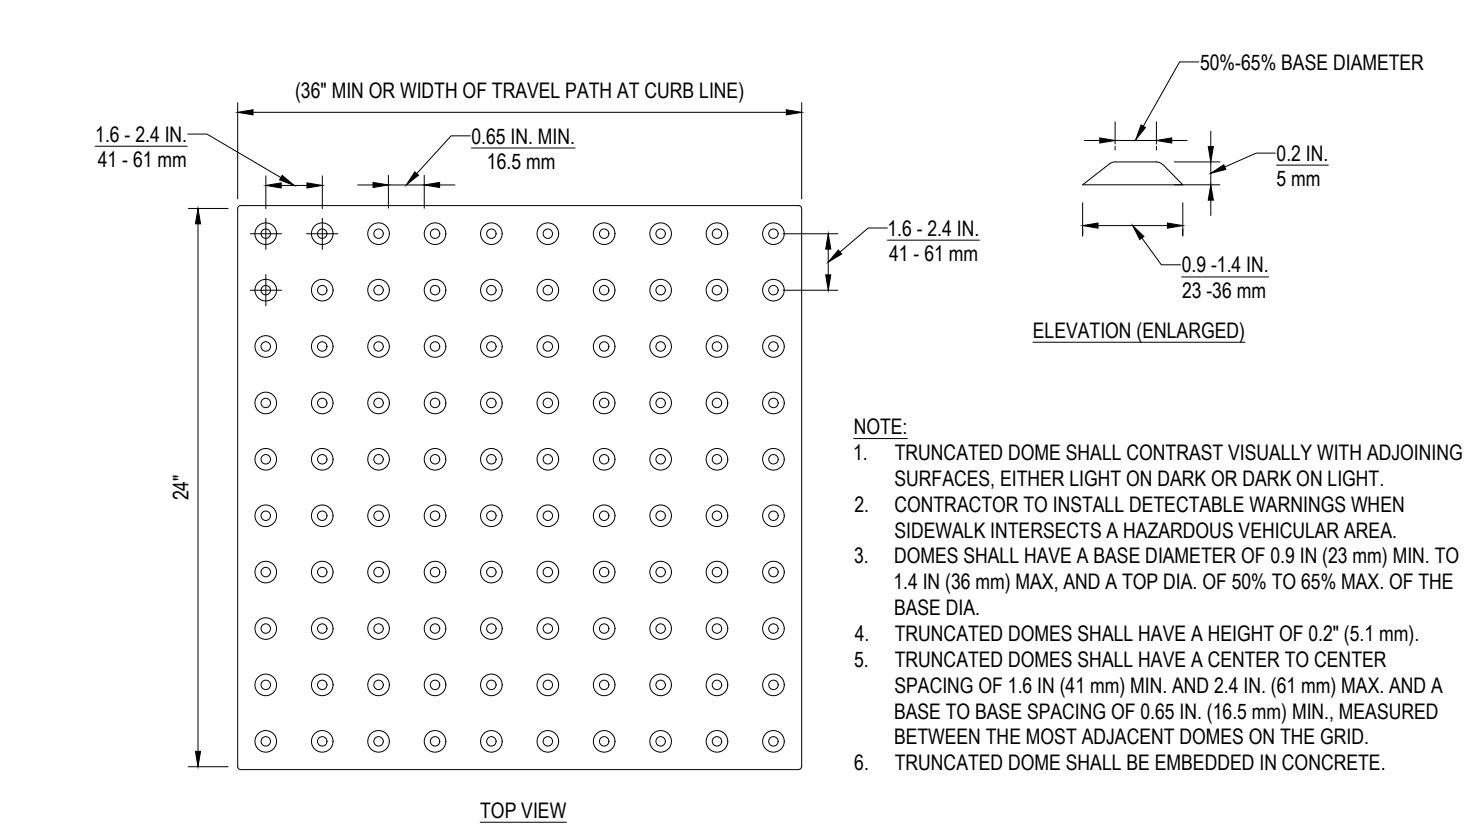 (36" MIN OR WIDTH OF TRAVEL PATH AT CURB LINE)
1.6 - 2.4 IN.
41 - 61 mm
0.65 IN. MIN.
16.5 mm
1.6 - 2.4 IN.
41 - 61 mm
24"
TOP VIEW
50%-65% BASE DIAMETER
0.2 IN.
5 mm
0.9 -1.4 IN.
23 -36 mm
ELEVATION (ENLARGED)
NOTE:
1. TRUNCATED DOME SHALL CONTRAST VISUALLY WITH ADJOINING
SURFACES, EITHER LIGHT ON DARK OR DARK ON LIGHT.
2. CONTRACTOR TO INSTALL DETECTABLE WARNINGS WHEN
SIDEWALK INTERSECTS A HAZARDOUS VEHICULAR AREA.
3. DOMES SHALL HAVE A BASE DIAMETER OF 0.9 IN (23 mm) MIN. TO
1.4 IN (36 mm) MAX, AND A TOP DIA. OF 50% TO 65% MAX. OF THE
BASE DIA.
4. TRUNCATED DOMES SHALL HAVE A HEIGHT OF 0.2" (5.1 mm).
5. TRUNCATED DOMES SHALL HAVE A CENTER TO CENTER
SPACING OF 1.6 IN (41 mm) MIN. AND 2.4 IN. (61 mm) MAX. AND A
BASE TO BASE SPACING OF 0.65 IN. (16.5 mm) MIN., MEASURED
BETWEEN THE MOST ADJACENT DOMES ON THE GRID.
6. TRUNCATED DOME SHALL BE EMBEDDED IN CONCRETE.